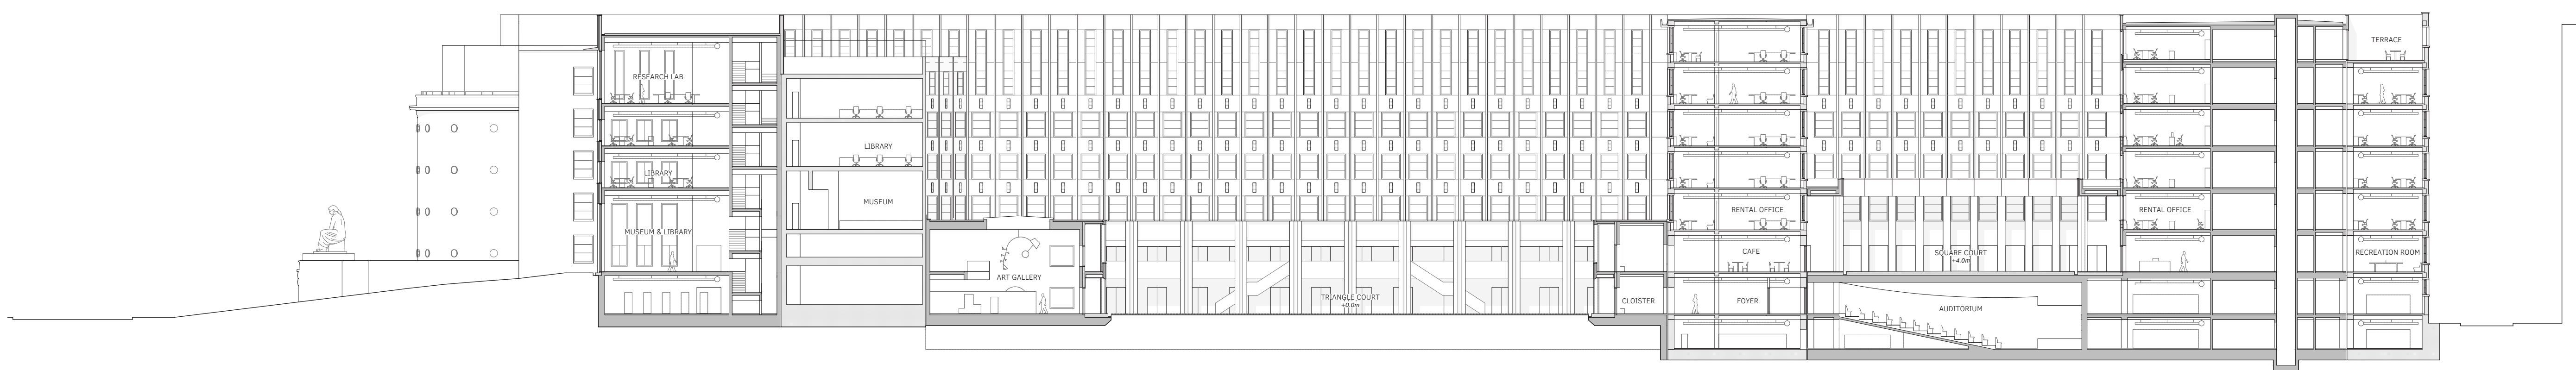 RESEARCH LAB
LIBRARY
MUSEUM & LIBRARY
LIBRARY
MUSEUM
ART GALLERY
TRIANGLE COURT
+0.0m
CLOISTER
RENTAL OFFICE
CAFE
FOYER
SQUARE COURT
+4.0m
AUDITORIUM
RENTAL OFFICE
TERRACE
RECREATION ROOM